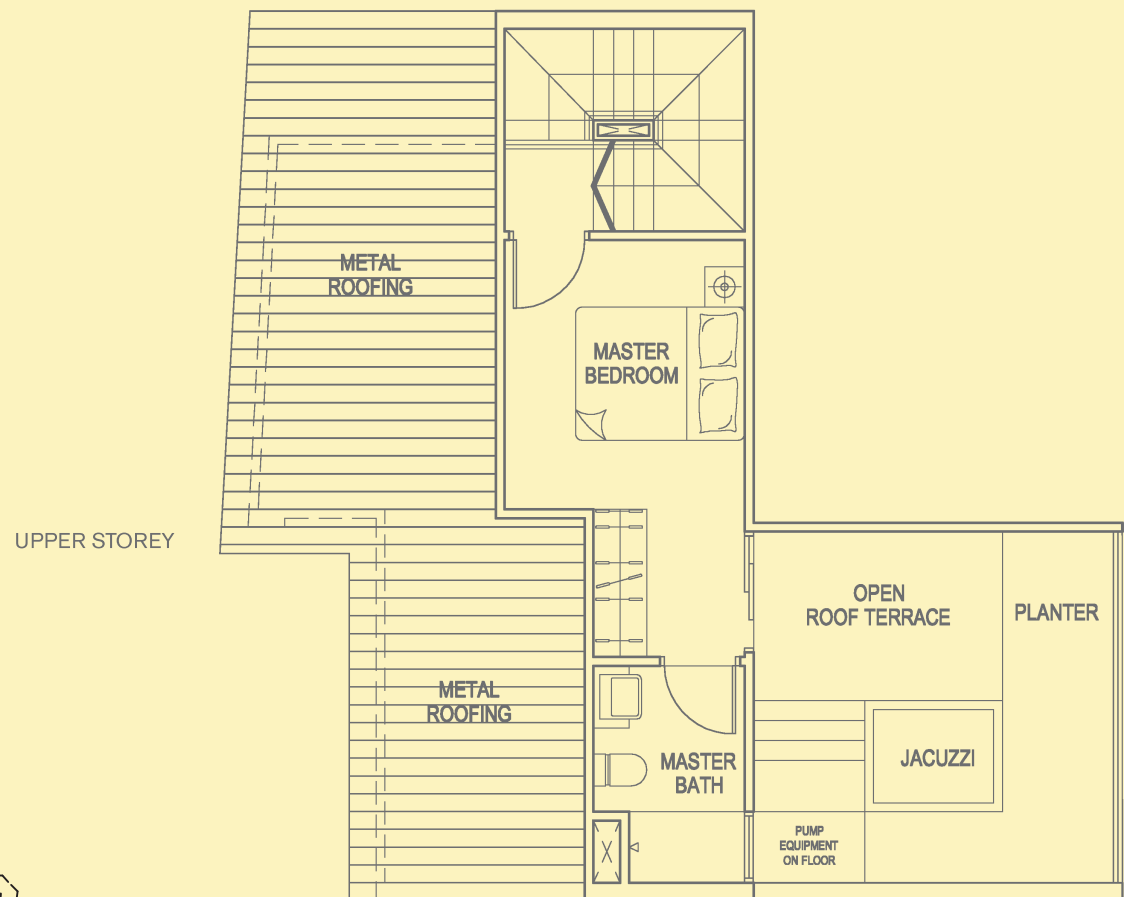 METAL
ROOFING
MASTER
BEDROOM
UPPER STOREY
OPEN
ROOF TERRACE
PLANTER
METAL
ROOFING
MASTER
BATH
JACUZZI
PUMP
EQUIPMENT
ON FLOOR